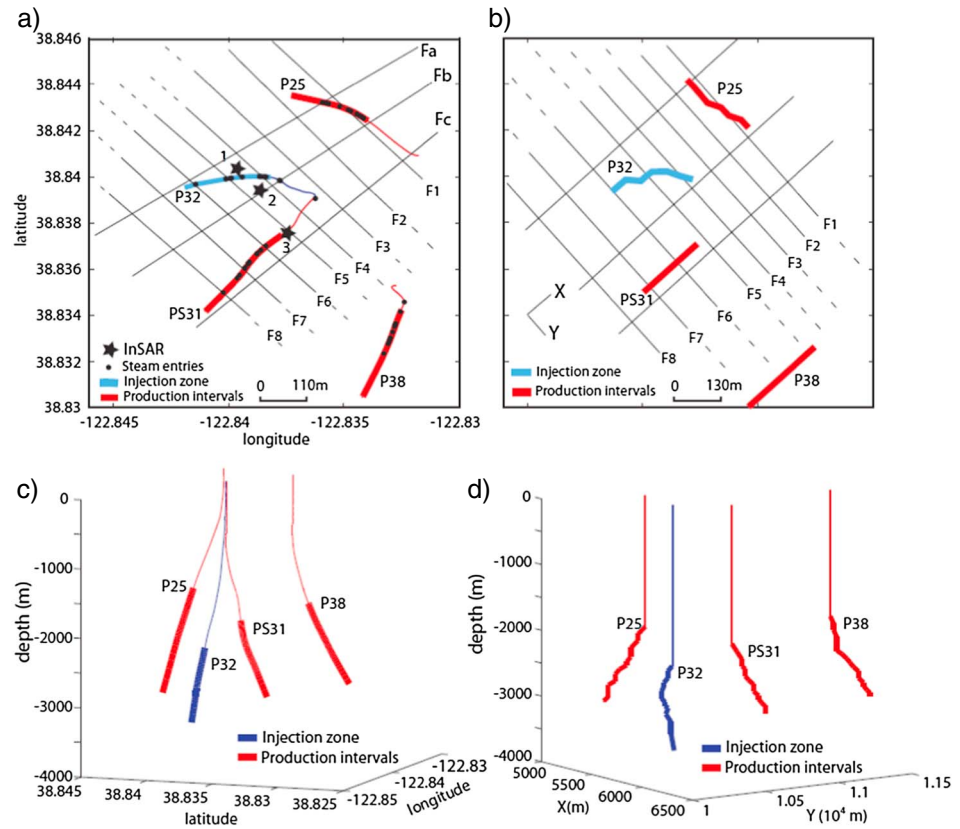 a)
38.846
38.844
38.842
38.84
38.838
38.836
38.834
38.832
38.83
latitude
Fa
Fb
Fc
P25
1
P32
2
3
F1
F2
F3
F4
F5
F6
F7
F8
PS31
P38
InSAR
Steam entries
Injection zone
Production intervals
0 110m
-122.845 -122.84 -122.835 -122.83
longitude
b)
P25
P32
F1
F2
F3
F4
F5
F6
F7
F8
X
Y
PS31
P38
Injection zone
Production intervals
0 130m
c)
0
-1000
-2000
-3000
-4000
depth (m)
P25
P32
PS31
P38
Injection zone
Production intervals
38.845 38.84 38.835 38.83 38.825
latitude
-122.85 -122.84 -122.83
longitude
d)
0
-1000
-2000
-3000
-4000
depth (m)
P25
P32
PS31
P38
Injection zone
Production intervals
5000 5500 6000 6500
X(m)
1 1.05 1.1 1.15
Y (10⁴ m)